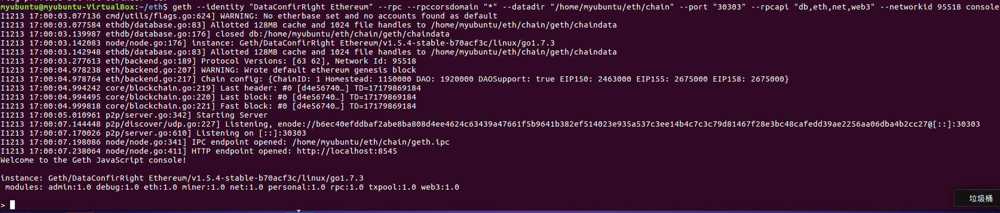 myubuntu@myubuntu-VirtualBox:~/eth$ geth --identity "DataConfirRight Ethereum" --rpc --rpccorsdomain "*" --datadir "/home/myubuntu/eth/chain" --port "30303" --rpcapi "db,eth,net,web3" --networkid 95518 console
I1213 17:00:03.077136 cmd/utils/flags.go:624] WARNING: No etherbase set and no accounts found as default
I1213 17:00:03.077584 ethdb/database.go:83] Allotted 128MB cache and 1024 file handles to /home/myubuntu/eth/chain/geth/chaindata
I1213 17:00:03.139987 ethdb/database.go:176] closed db:/home/myubuntu/eth/chain/geth/chaindata
I1213 17:00:03.142083 node/node.go:176] instance: Geth/DataConfirRight Ethereum/v1.5.4-stable-b70acf3c/linux/go1.7.3
I1213 17:00:03.142948 ethdb/database.go:83] Allotted 128MB cache and 1024 file handles to /home/myubuntu/eth/chain/geth/chaindata
I1213 17:00:03.277613 eth/backend.go:189] Protocol Versions: [63 62], Network Id: 95518
I1213 17:00:04.978238 eth/backend.go:207] WARNING: Wrote default ethereum genesis block
I1213 17:00:04.978764 eth/backend.go:217] Chain config: {ChainID: 1 Homestead: 1150000 DAO: 1920000 DAOSupport: true EIP150: 2463000 EIP155: 2675000 EIP158: 2675000}
I1213 17:00:04.994242 core/blockchain.go:219] Last header: #0 [d4e56740…] TD=17179869184
I1213 17:00:04.994495 core/blockchain.go:220] Last block: #0 [d4e56740…] TD=17179869184
I1213 17:00:04.999818 core/blockchain.go:221] Fast block: #0 [d4e56740…] TD=17179869184
I1213 17:00:05.010961 p2p/server.go:342] Starting Server
I1213 17:00:07.144448 p2p/discover/udp.go:227] Listening, enode://b6ec40efddbaf2abe8ba808d4ee4624c63439a47661f5b9641b382ef514023e935a537c3ee14b4c7c3c79d81467f28e3bc48cafedd39ae2256aa06dba4b2cc27@[::]:30303
I1213 17:00:07.170026 p2p/server.go:610] Listening on [::]:30303
I1213 17:00:07.198086 node/node.go:341] IPC endpoint opened: /home/myubuntu/eth/chain/geth.ipc
I1213 17:00:07.238064 node/node.go:411] HTTP endpoint opened: http://localhost:8545
Welcome to the Geth JavaScript console!
instance: Geth/DataConfirRight Ethereum/v1.5.4-stable-b70acf3c/linux/go1.7.3
modules: admin:1.0 debug:1.0 eth:1.0 miner:1.0 net:1.0 personal:1.0 rpc:1.0 txpool:1.0 web3:1.0
>
垃圾桶